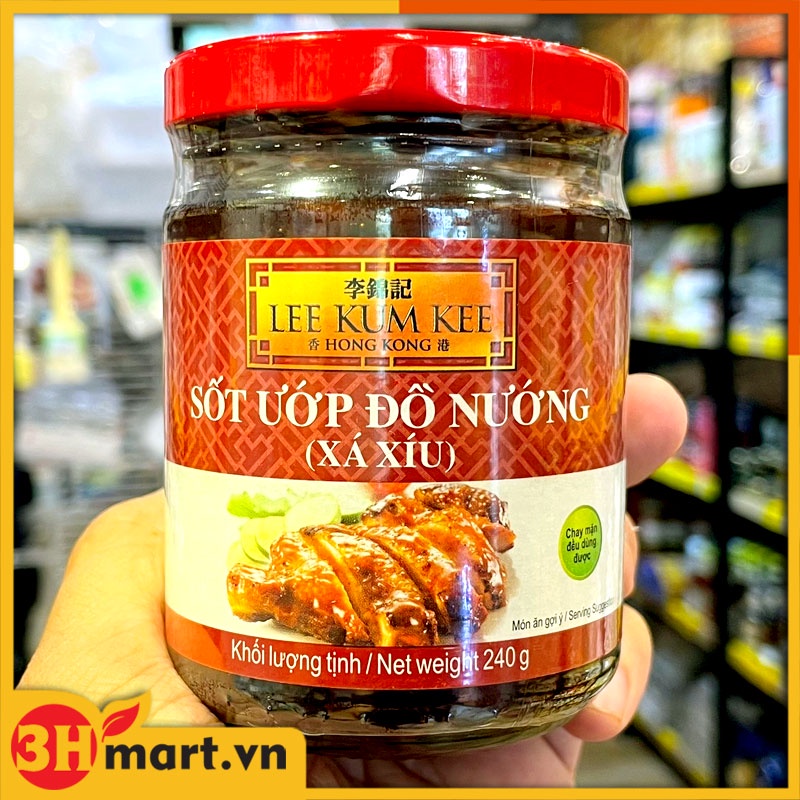 李錦記
LEE KUM KEE
香 HONG KONG 港
SỐT ƯỚP ĐỒ NƯỚNG
(XÁ XÍU)
Chay mặn
đều dùng
được
Món ăn gợi ý / Serving Suggestion
Khối lượng tịnh / Net weight 240 g
3Hmart.vn